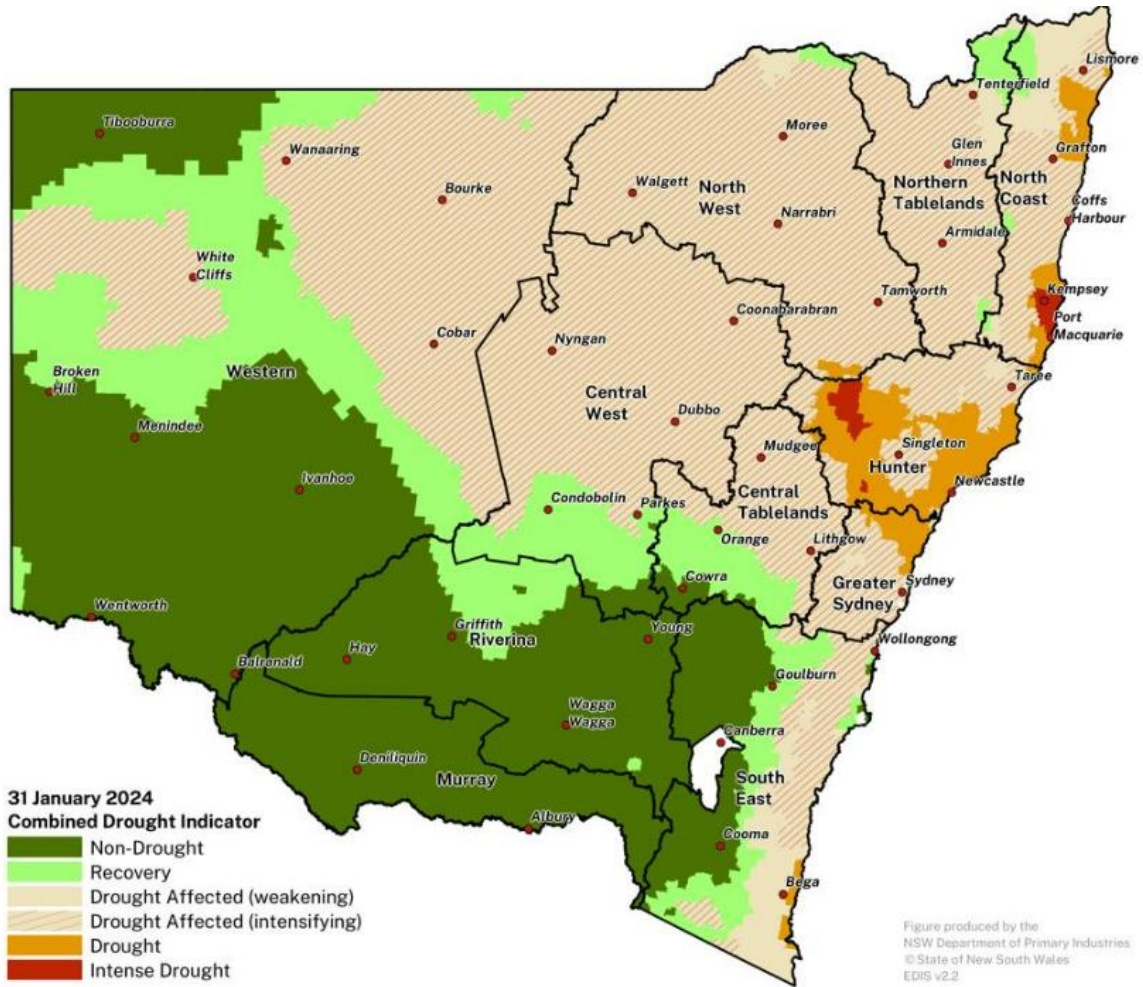 Tibooburra
Wanaaring
Bourke
Walgett
Moree
North
West
Narrabri
Tenterfield
Lismore
Glen
Innes
Northern
Tablelands
Grafton
North
Coast
Coffs
Harbour
Armidale
White
Cliffs
Cobar
Nyngan
Coonabarabran
Tamworth
Kempsey
Port
Macquarie
Broken
Hill
Western
Menindee
Ivanhoe
Central
West
Dubbo
Mudgee
Taree
Singleton
Hunter
Newcastle
Condobolin
Parkes
Central
Tablelands
Orange
Lithgow
Cowra
Greater
Sydney
Sydney
Wentworth
Balranald
Hay
Griffith
Riverina
Young
Wollongong
Goulburn
Wagga
Wagga
Canberra
Deniliquin
Murray
South
East
Albury
Cooma
Bega
31 January 2024
Combined Drought Indicator
Non-Drought
Recovery
Drought Affected (weakening)
Drought Affected (intensifying)
Drought
Intense Drought
Figure produced by the
NSW Department of Primary Industries
© State of New South Wales
EDIS v2.2